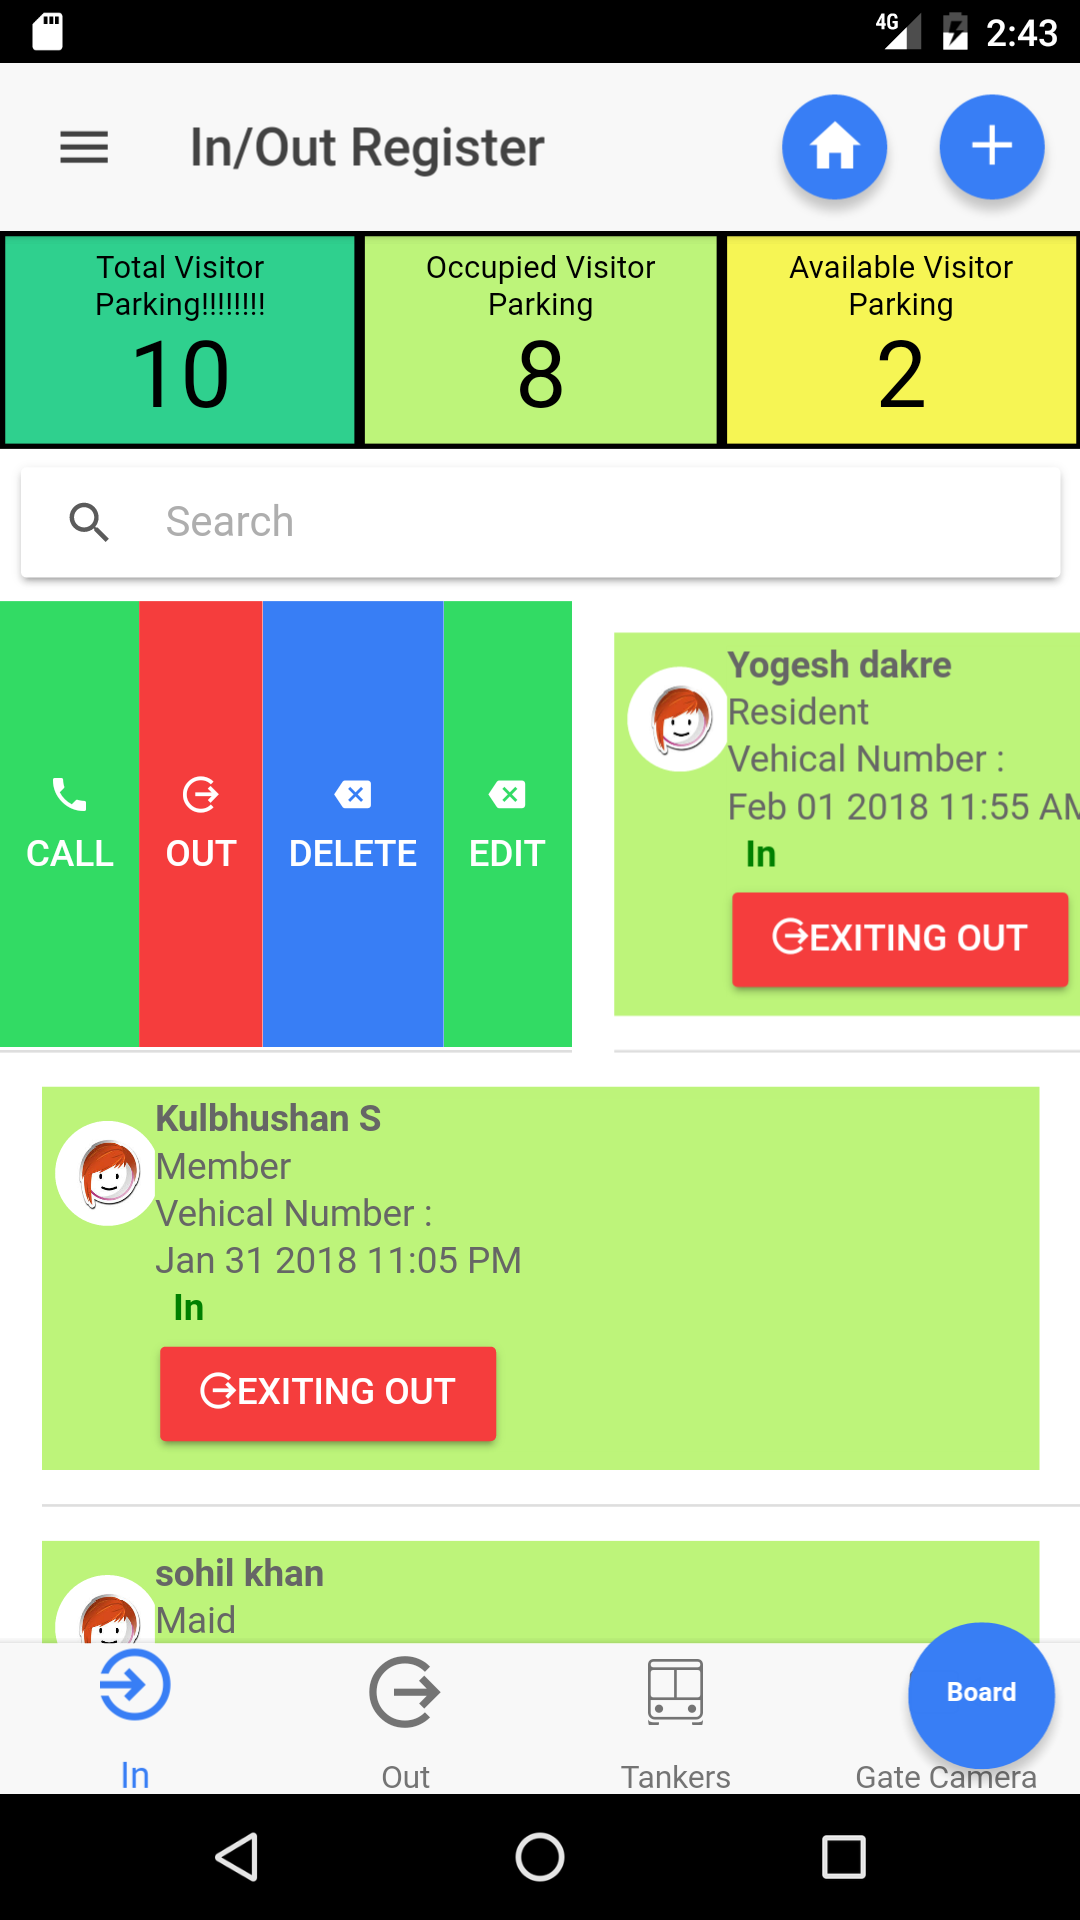 4G 2:43
In/Out Register
Total Visitor
Parking!!!!!!!!
10
Occupied Visitor
Parking
8
Available Visitor
Parking
2
Search
CALL
OUT
DELETE
EDIT
Yogesh dakre
Resident
Vehical Number :
Feb 01 2018 11:55 AM
In
EXITING OUT
Kulbhushan S
Member
Vehical Number :
Jan 31 2018 11:05 PM
In
EXITING OUT
sohil khan
Maid
Board
In
Out
Tankers
Gate Camera